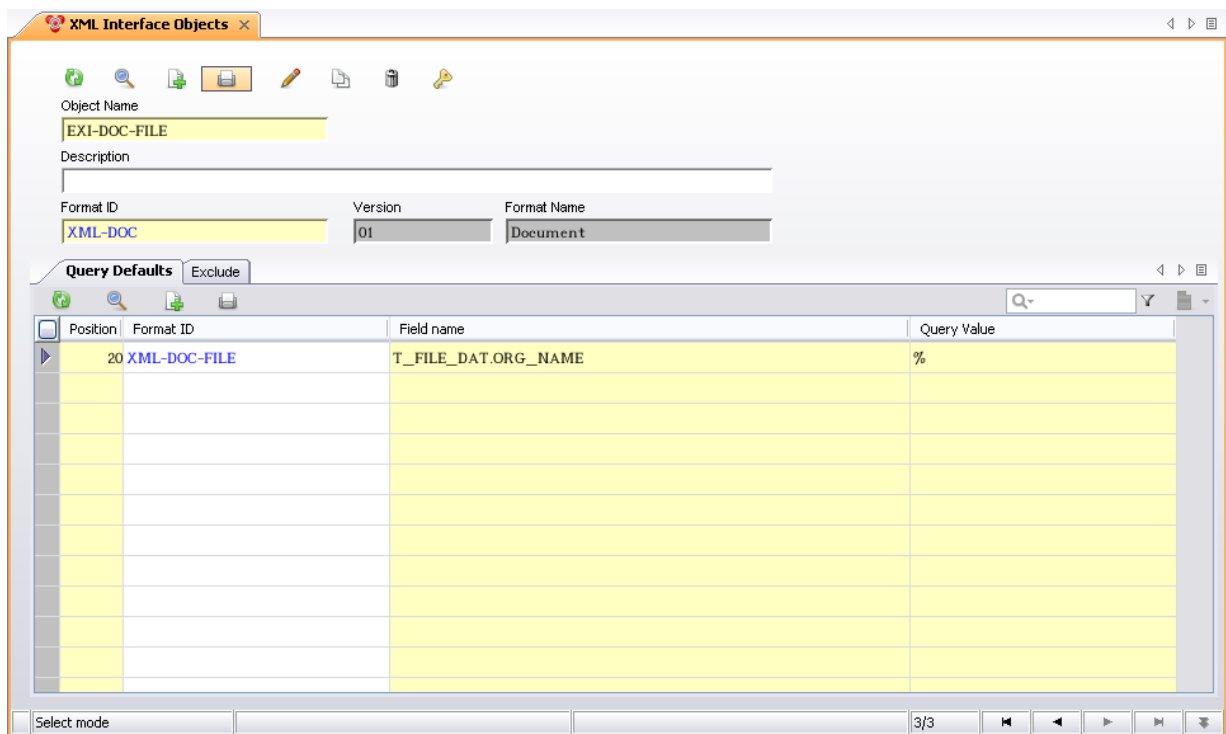 XML Interface Objects
Object Name
EXI-DOC-FILE
Description
Format ID Version Format Name
XML-DOC 01 Document
Query Defaults Exclude
Position Format ID Field name Query Value
20 XML-DOC-FILE T_FILE_DAT.ORG_NAME %
Select mode 3/3